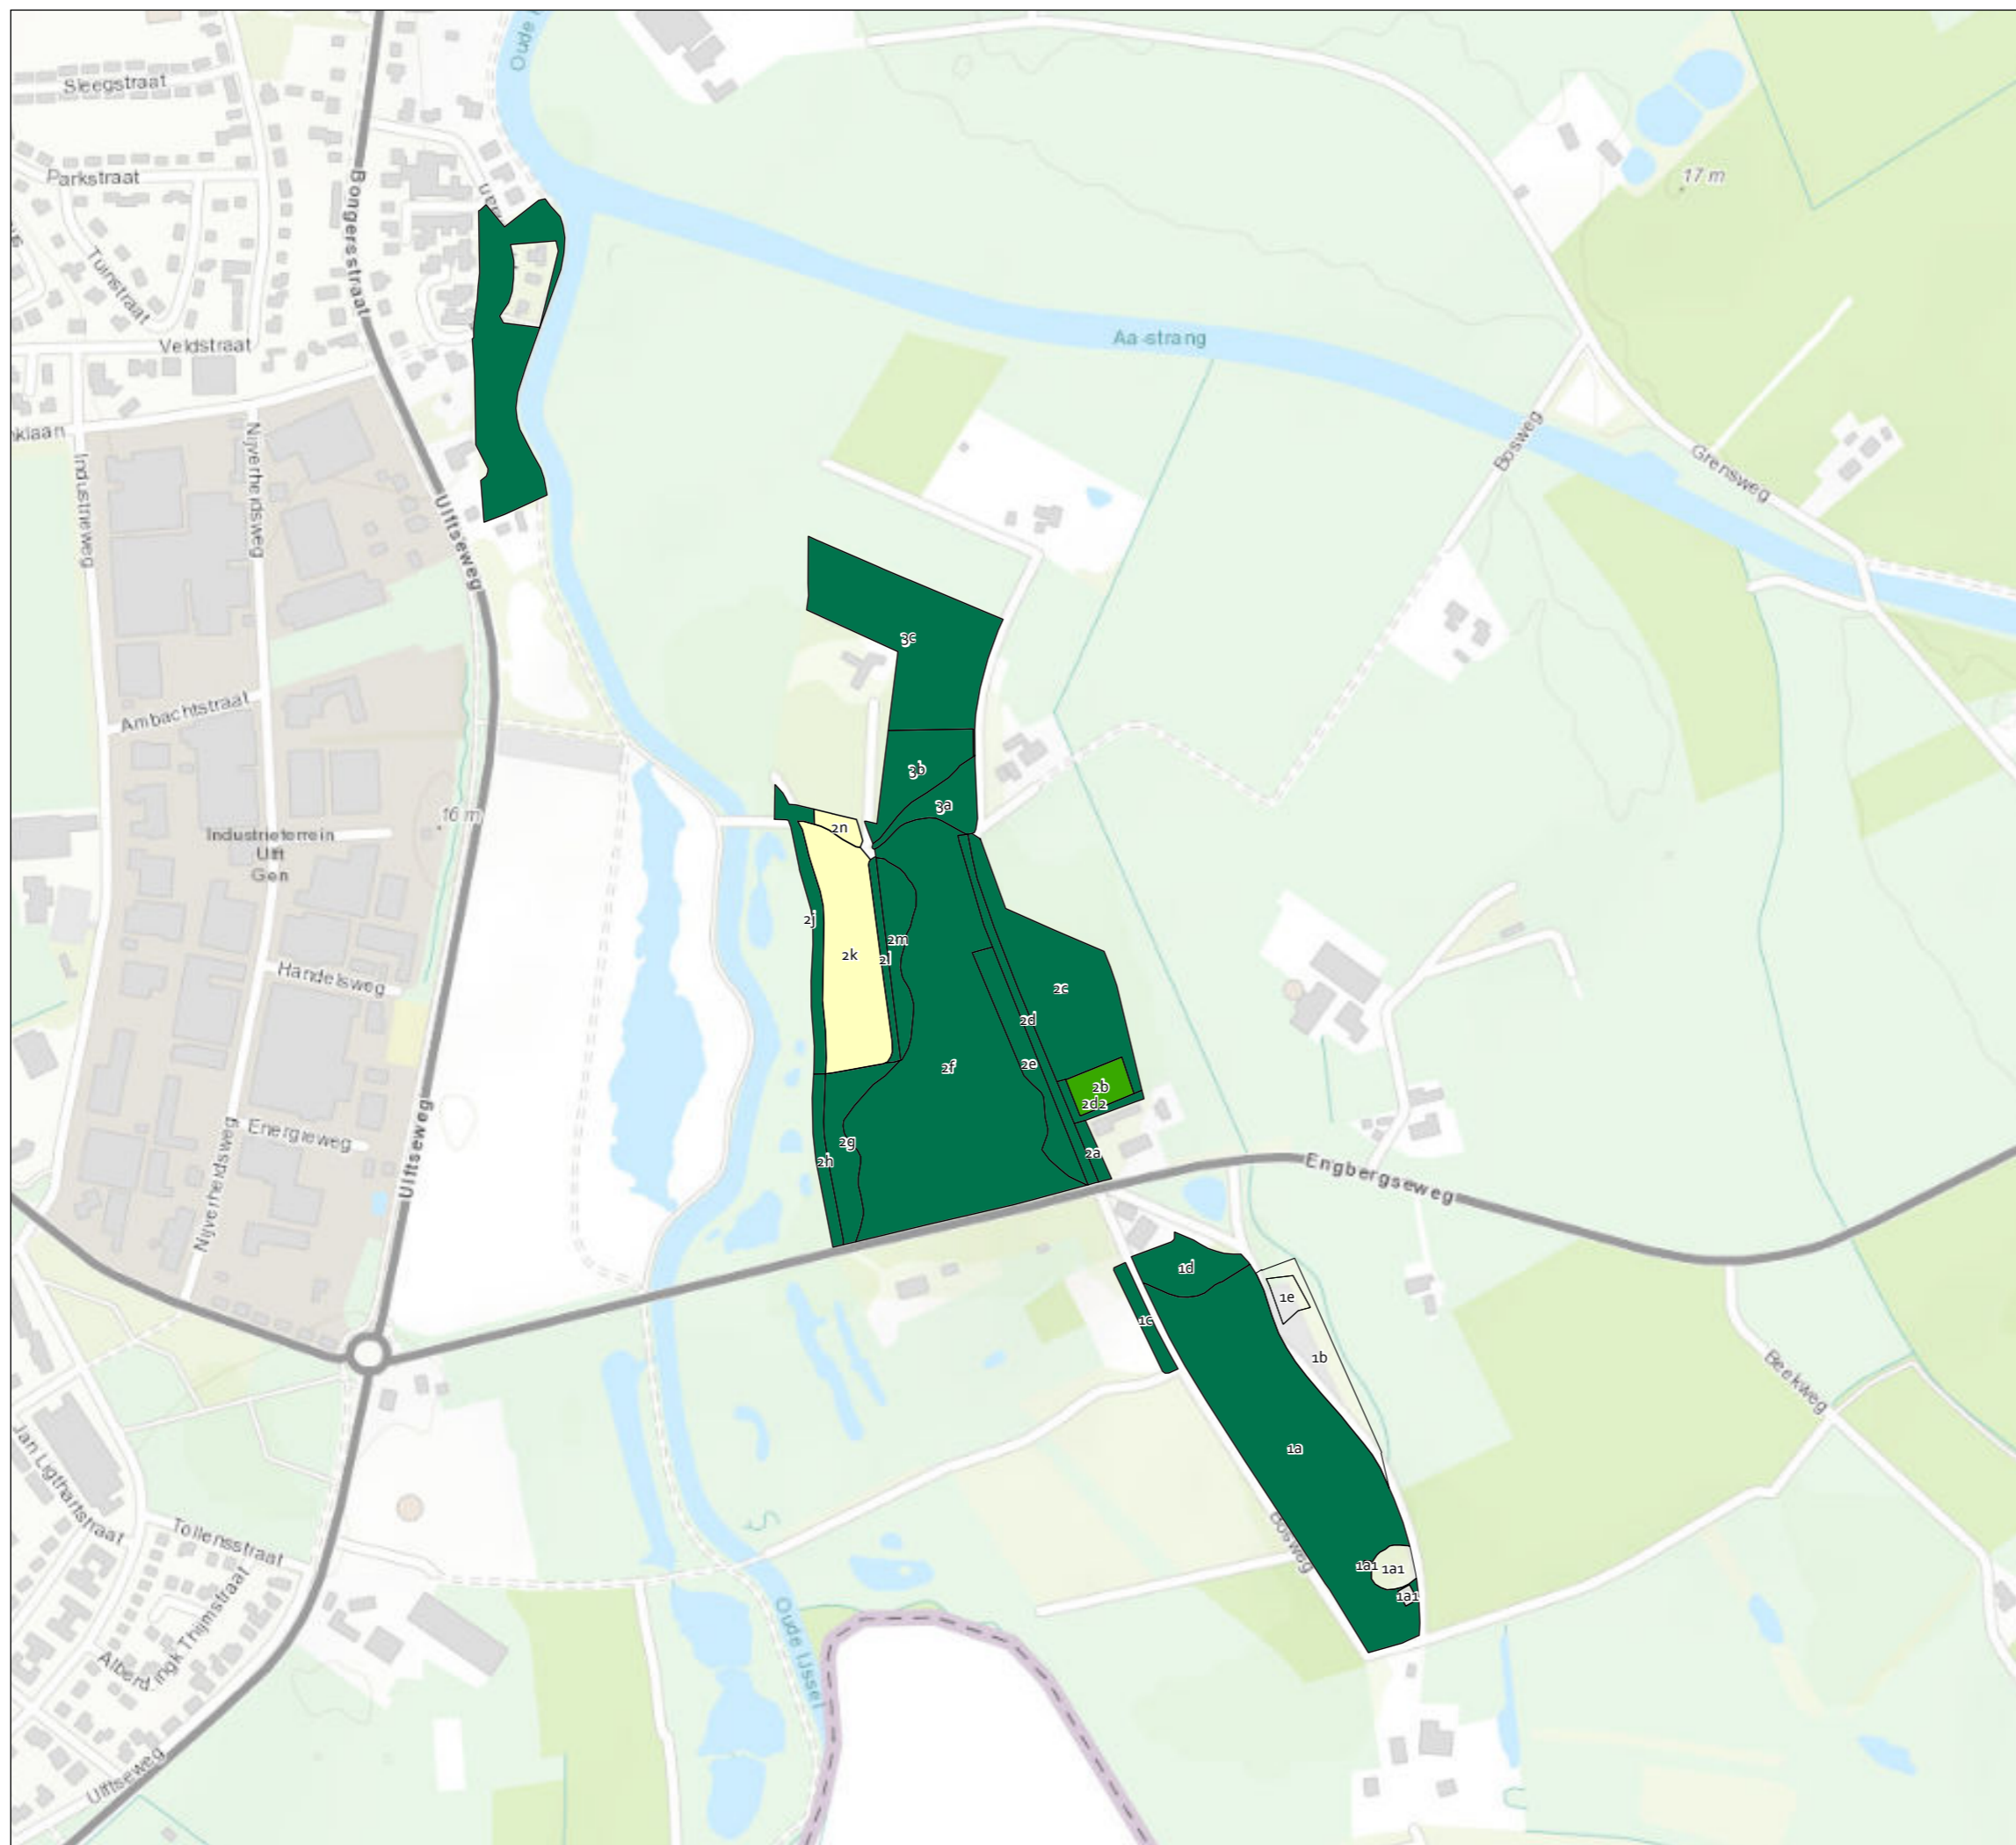 Sleegstraat
Parkstraat
Tuinstraat
Veldstraat
Bongersstraat
Oude
Aa-strang
17 m
Bosweg
Grensweg
Industrieweg
Nijverheidsweg
Ulftseweg
Ambachtstraat
16 m
Industrieterrein
Ulft
Gen
Handelsweg
Energieweg
Nijverheidsweg
Ulftseweg
3c
3b
3a
2n
2j
2k
2m
2l
2c
2d
2e
2f
2b
2d2
2a
2g
2h
Engbergseweg
1d
1e
1c
1b
1a
1a1
1a1
1a1
Bosweg
Beekweg
Jan Ligthartstraat
Tollensstraat
Alberdingk Thijmstraat
Oude IJssel
Ulftseweg